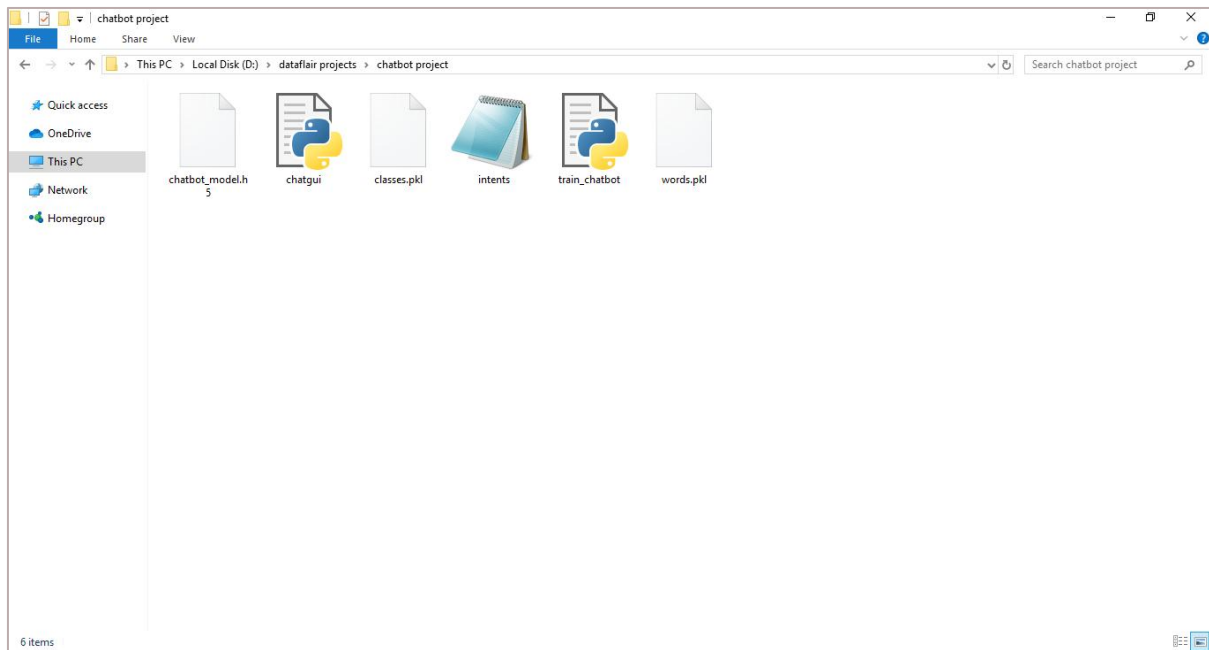 chatbot project
File Home Share View
This PC > Local Disk (D:) > dataflair projects > chatbot project
Search chatbot project
Quick access
OneDrive
This PC
Network
Homegroup
chatbot_model.h
5
chatgui
classes.pkl
intents
train_chatbot
words.pkl
6 items